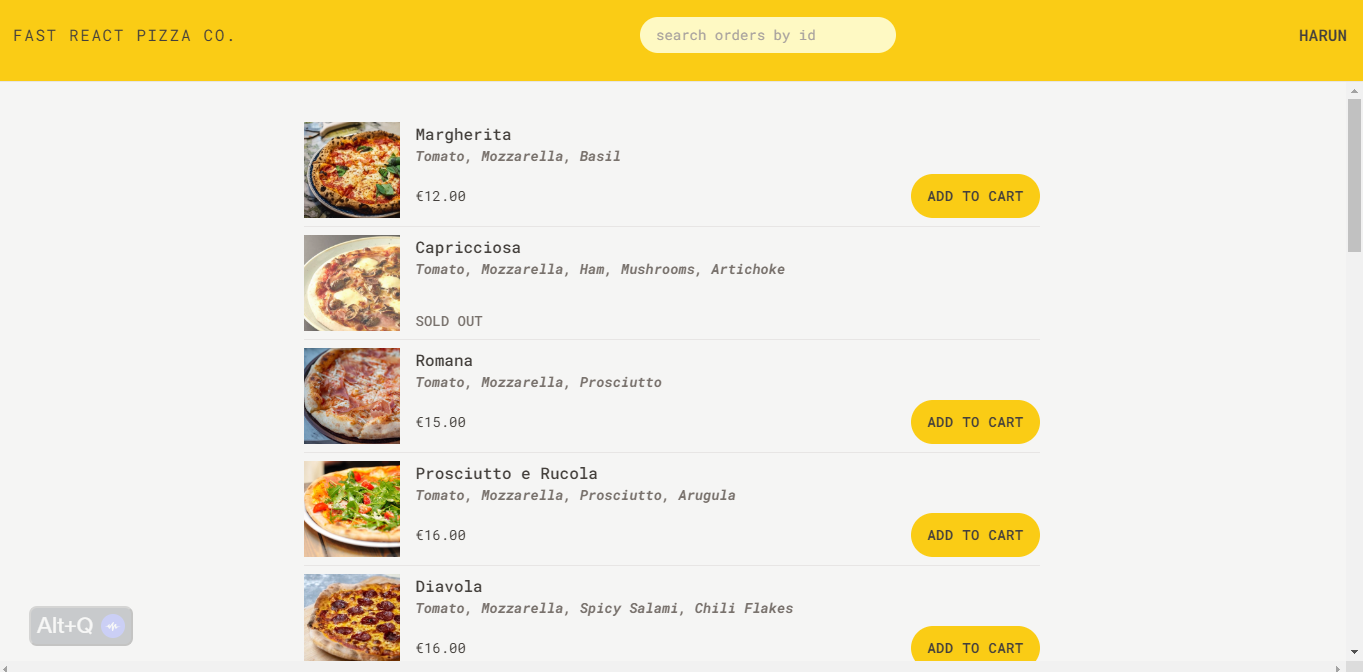 FAST REACT PIZZA CO.
search orders by id
HARUN
Margherita
Tomato, Mozzarella, Basil
€12.00
ADD TO CART
Capricciosa
Tomato, Mozzarella, Ham, Mushrooms, Artichoke
SOLD OUT
Romana
Tomato, Mozzarella, Prosciutto
€15.00
ADD TO CART
Prosciutto e Rucola
Tomato, Mozzarella, Prosciutto, Arugula
€16.00
ADD TO CART
Diavola
Tomato, Mozzarella, Spicy Salami, Chili Flakes
€16.00
ADD TO CART
Alt+Q